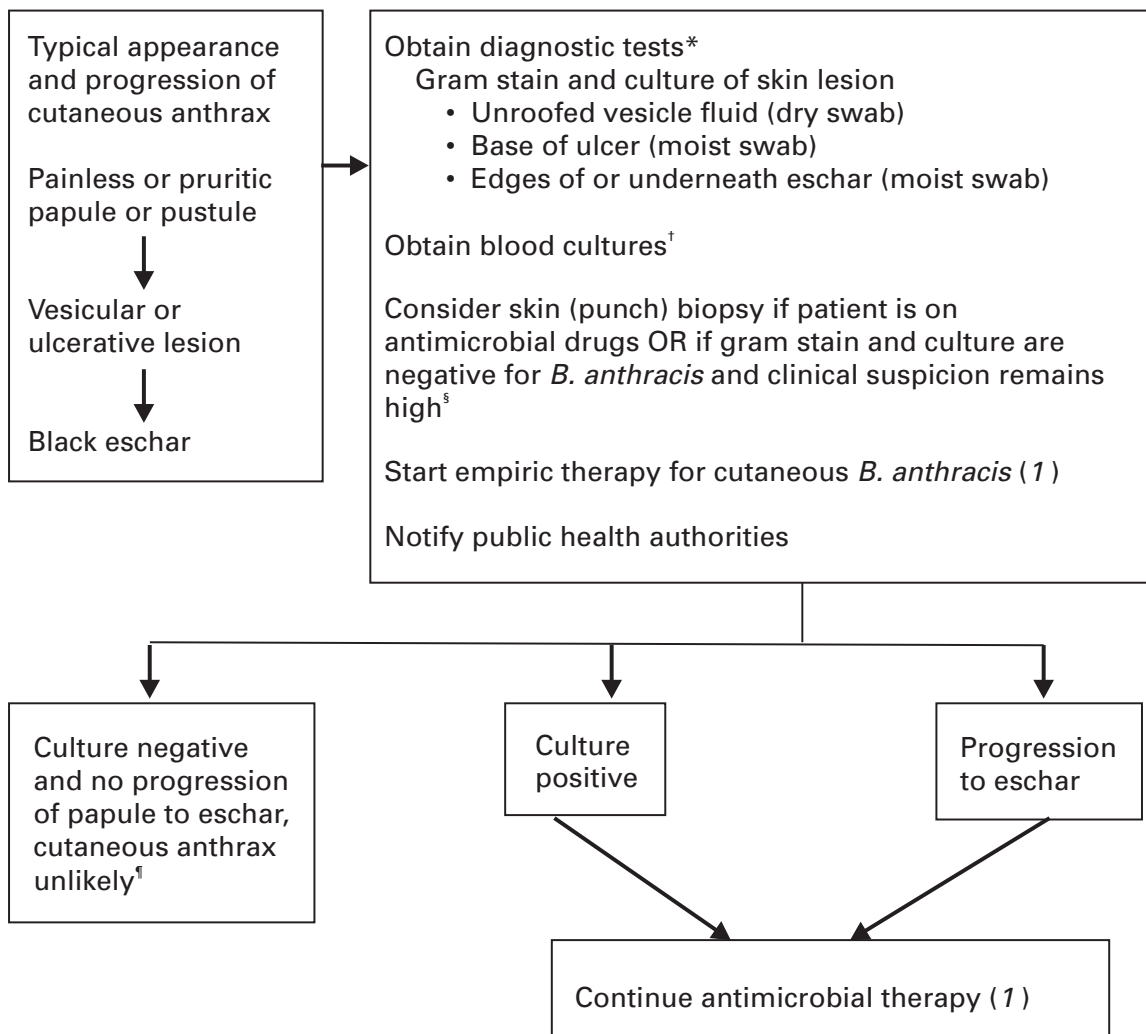 Typical appearance
and progression of
cutaneous anthrax
Painless or pruritic
papule or pustule
Vesicular or
ulcerative lesion
Black eschar
Obtain diagnostic tests*
Gram stain and culture of skin lesion
• Unroofed vesicle fluid (dry swab)
• Base of ulcer (moist swab)
• Edges of or underneath eschar (moist swab)
Obtain blood cultures†
Consider skin (punch) biopsy if patient is on
antimicrobial drugs OR if gram stain and culture are
negative for B. anthracis and clinical suspicion remains
high§
Start empiric therapy for cutaneous B. anthracis (1)
Notify public health authorities
Culture negative
and no progression
of papule to eschar,
cutaneous anthrax
unlikely¶
Culture
positive
Progression
to eschar
Continue antimicrobial therapy (1)